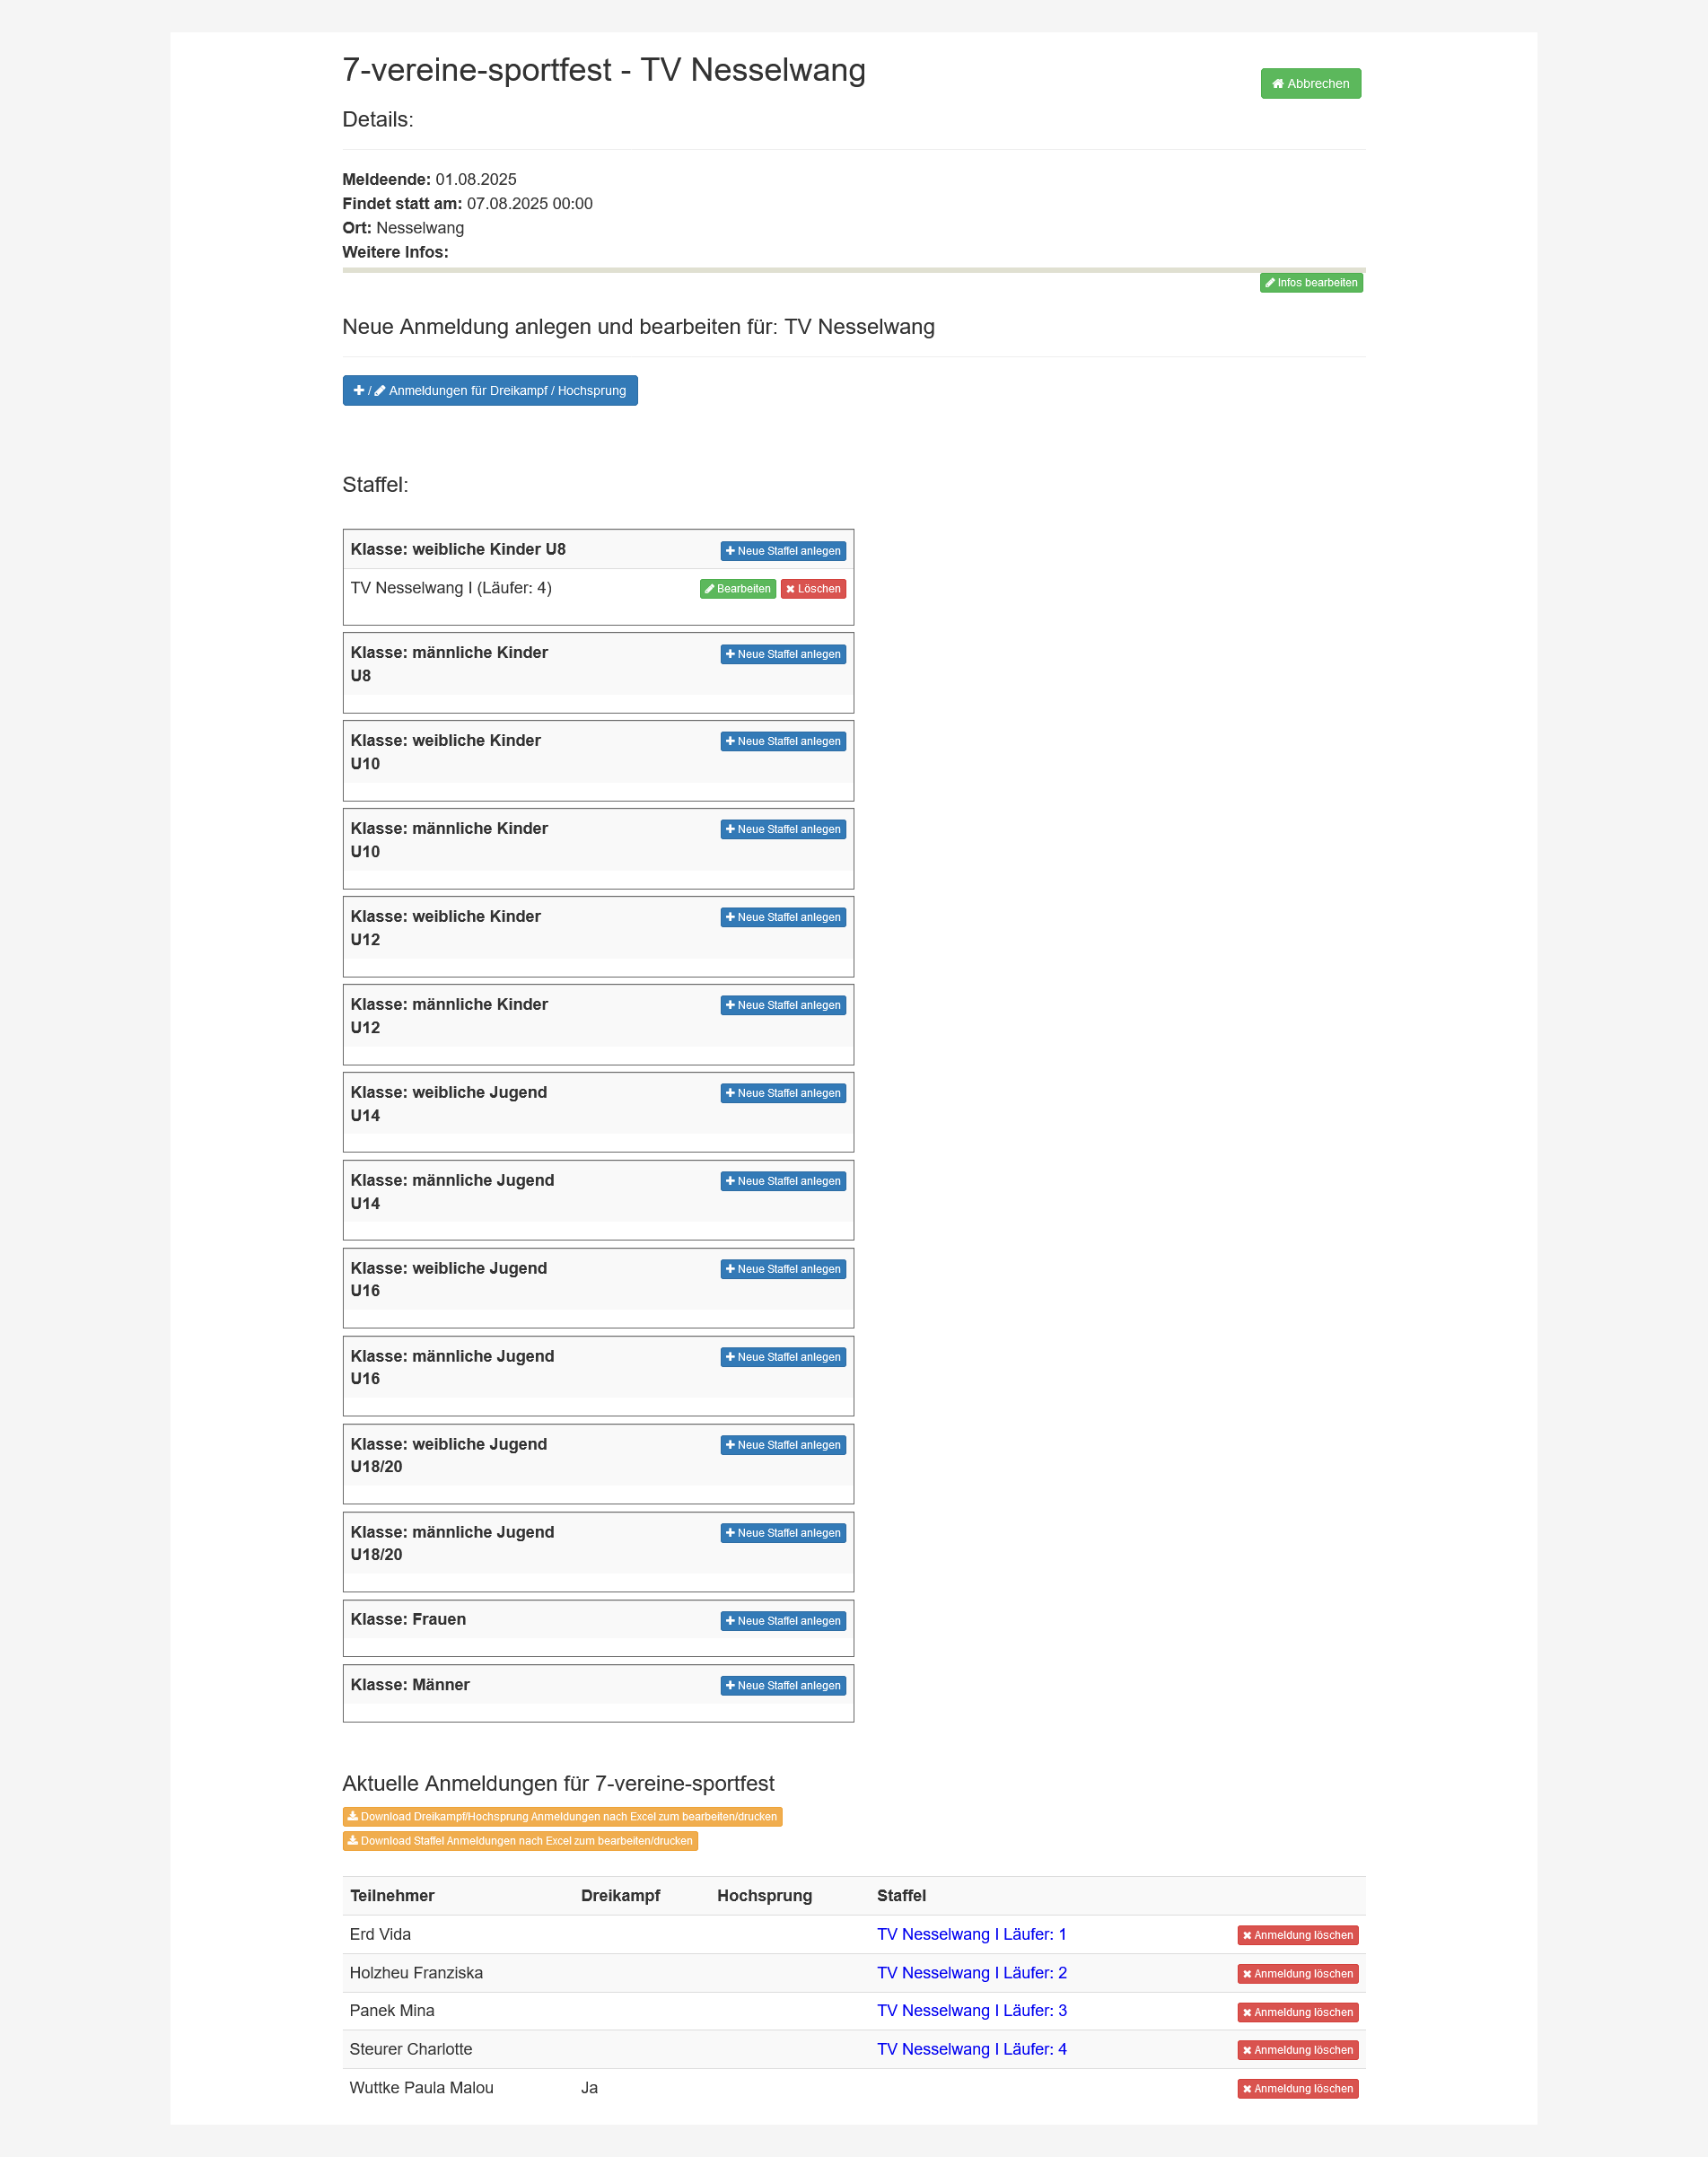 7-vereine-sportfest - TV Nesselwang
Abbrechen
Details:
Meldeende: 01.08.2025
Findet statt am: 07.08.2025 00:00
Ort: Nesselwang
Weitere Infos:
Infos bearbeiten
Neue Anmeldung anlegen und bearbeiten für: TV Nesselwang
/ Anmeldungen für Dreikampf / Hochsprung
Staffel:
Klasse: weibliche Kinder U8 Neue Staffel anlegen
TV Nesselwang I (Läufer: 4) Bearbeiten Löschen
Klasse: männliche Kinder Neue Staffel anlegen
U8
Klasse: weibliche Kinder Neue Staffel anlegen
U10
Klasse: männliche Kinder Neue Staffel anlegen
U10
Klasse: weibliche Kinder Neue Staffel anlegen
U12
Klasse: männliche Kinder Neue Staffel anlegen
U12
Klasse: weibliche Jugend Neue Staffel anlegen
U14
Klasse: männliche Jugend Neue Staffel anlegen
U14
Klasse: weibliche Jugend Neue Staffel anlegen
U16
Klasse: männliche Jugend Neue Staffel anlegen
U16
Klasse: weibliche Jugend Neue Staffel anlegen
U18/20
Klasse: männliche Jugend Neue Staffel anlegen
U18/20
Klasse: Frauen Neue Staffel anlegen
Klasse: Männer Neue Staffel anlegen
Aktuelle Anmeldungen für 7-vereine-sportfest
Download Dreikampf/Hochsprung Anmeldungen nach Excel zum bearbeiten/drucken
Download Staffel Anmeldungen nach Excel zum bearbeiten/drucken
Teilnehmer Dreikampf Hochsprung Staffel
Erd Vida TV Nesselwang I Läufer: 1 Anmeldung löschen
Holzheu Franziska TV Nesselwang I Läufer: 2 Anmeldung löschen
Panek Mina TV Nesselwang I Läufer: 3 Anmeldung löschen
Steurer Charlotte TV Nesselwang I Läufer: 4 Anmeldung löschen
Wuttke Paula Malou Ja Anmeldung löschen